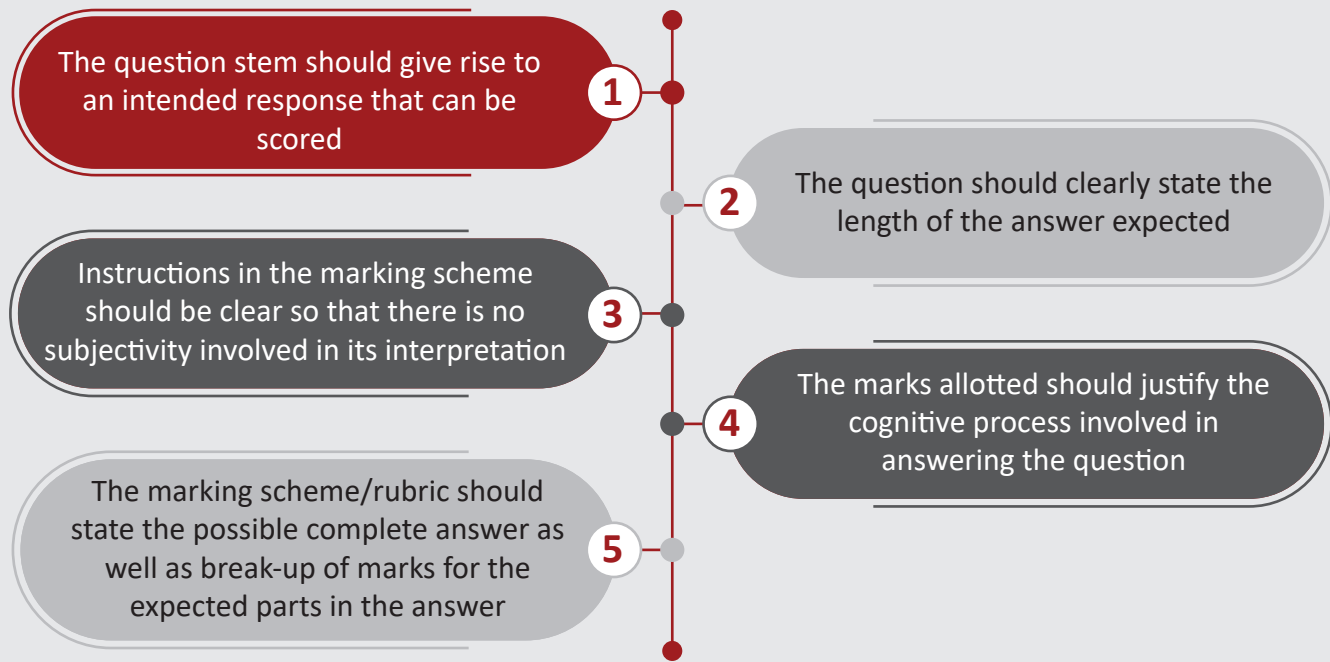 The question stem should give rise to
an intended response that can be
scored
1
2
The question should clearly state the
length of the answer expected
Instructions in the marking scheme
should be clear so that there is no
subjectivity involved in its interpretation
3
4
The marks allotted should justify the
cognitive process involved in
answering the question
The marking scheme/rubric should
state the possible complete answer as
well as break-up of marks for the
expected parts in the answer
5